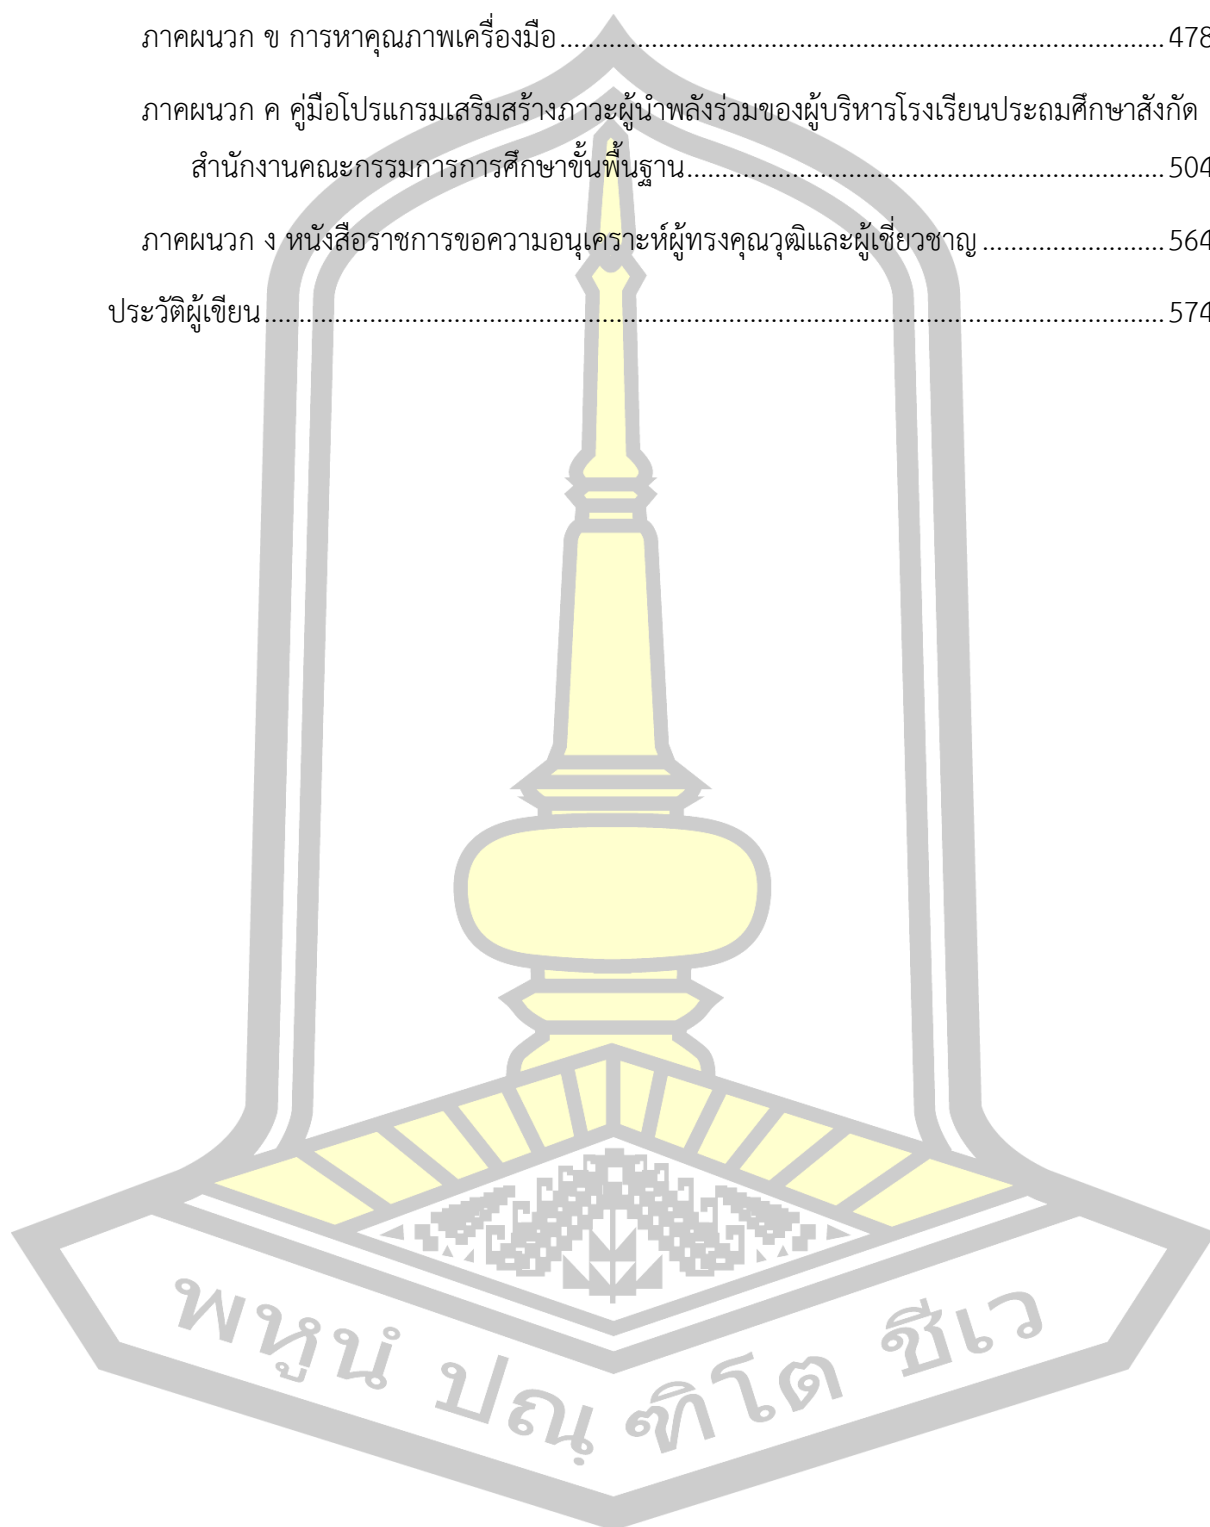 ภาคผนวก ข การหาคุณภาพเครื่องมือ.......................................................................................... 478
ภาคผนวก ค คู่มือโปรแกรมเสริมสร้างภาวะผู้นำพลังร่วมของผู้บริหารโรงเรียนประถมศึกษาสังกัด
สำนักงานคณะกรรมการการศึกษาขั้นพื้นฐาน....................................................................... 504
ภาคผนวก ง หนังสือราชการขอความอนุเคราะห์ผู้ทรงคุณวุฒิและผู้เชี่ยวชาญ........................... 564
ประวัติผู้เขียน...................................................................................................................................... 574
พหูนํ ปณฺฑิโต ชีเว